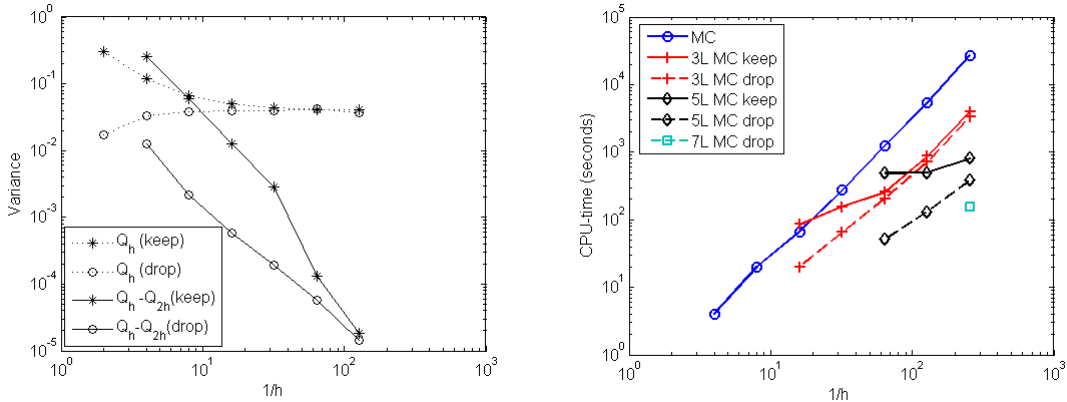 10^0
10^-1
10^-2
10^-3
10^-4
10^-5
Variance
Q_h (keep)
Q_h (drop)
Q_h -Q_2h(keep)
Q_h-Q_2h(drop)
10^0 10^1 10^2 10^3
1/h
10^5
10^4
10^3
10^2
10^1
10^0
CPU-time (seconds)
MC
3L MC keep
3L MC drop
5L MC keep
5L MC drop
7L MC drop
10^0 10^1 10^2 10^3
1/h